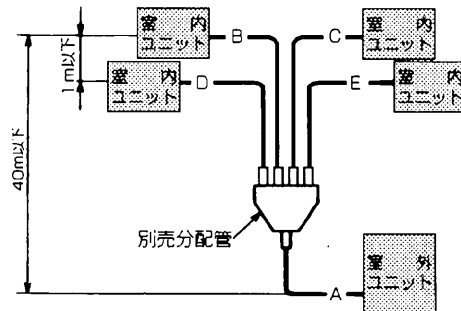 室 内
ユニット
B
C
室 内
ユニット
室 内
ユニット
D
E
室 内
ユニット
1m以下
40m以下
別売分配管
室 外
ユニット
A